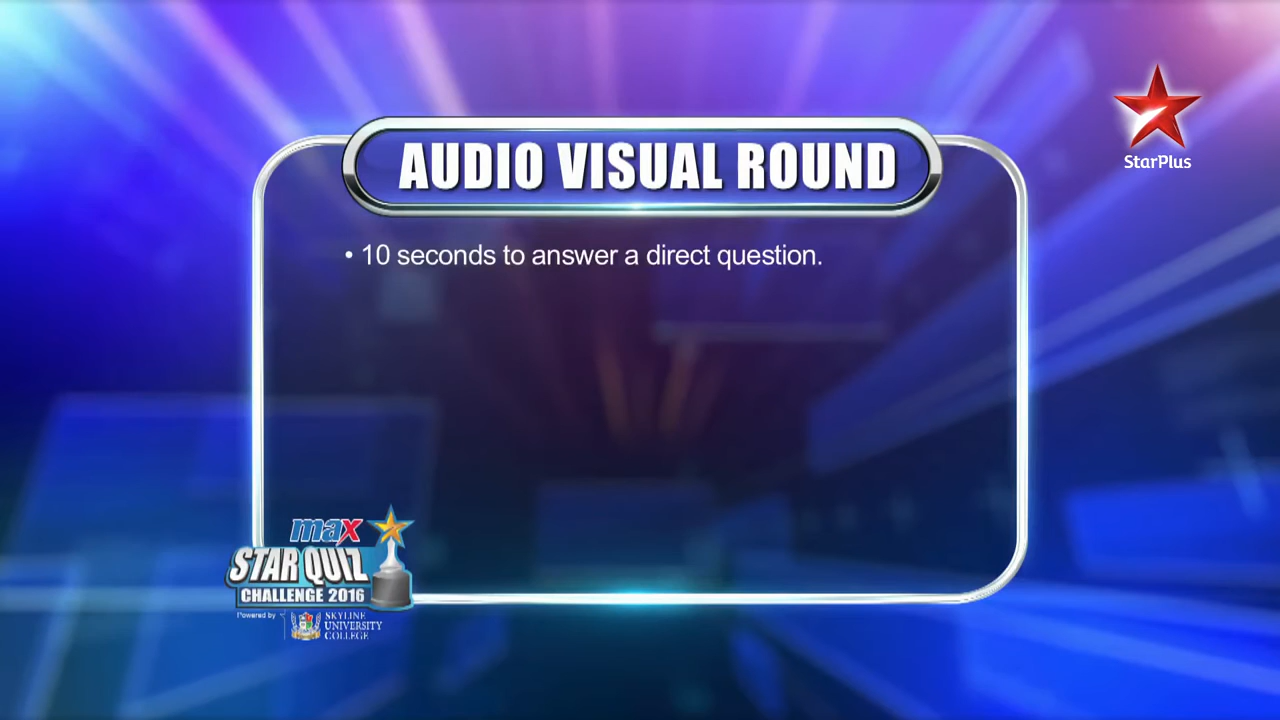 AUDIO VISUAL ROUND
StarPlus
• 10 seconds to answer a direct question.
max
STAR QUIZ
CHALLENGE 2016
Powered by
SKYLINE
UNIVERSITY
COLLEGE